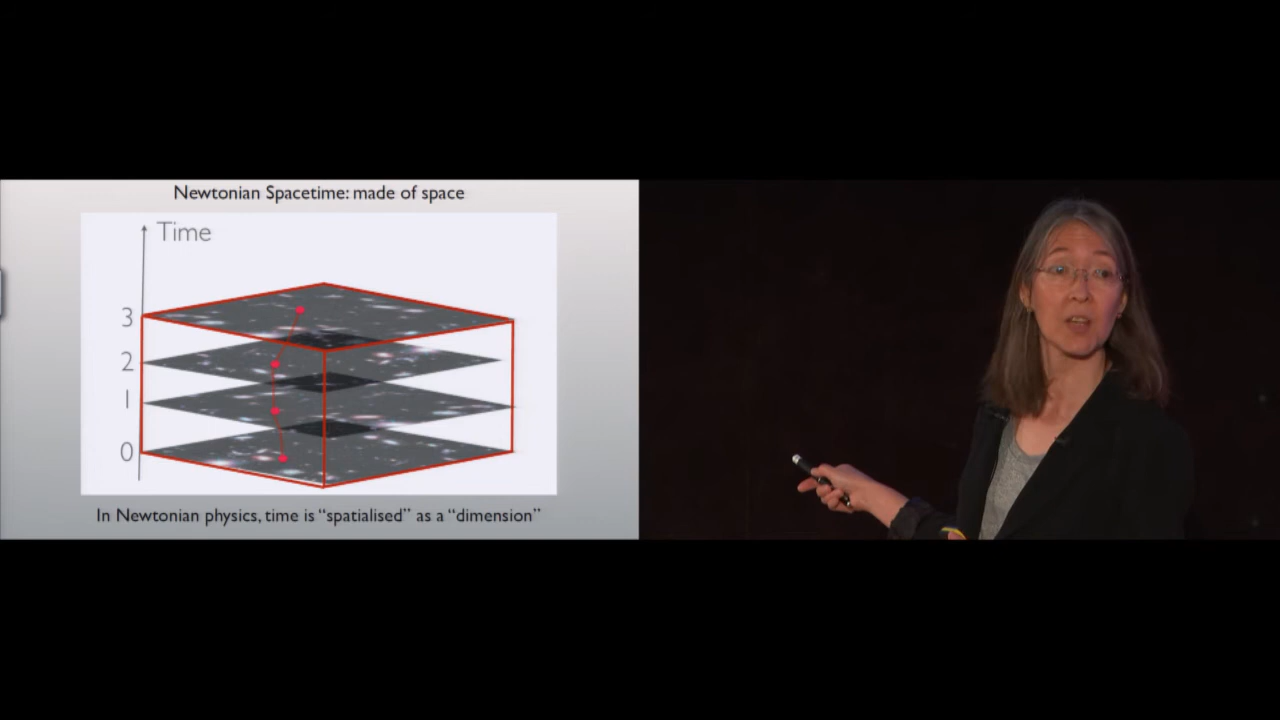 Newtonian Spacetime: made of space
Time
3
2
1
0
In Newtonian physics, time is “spatialised” as a “dimension”